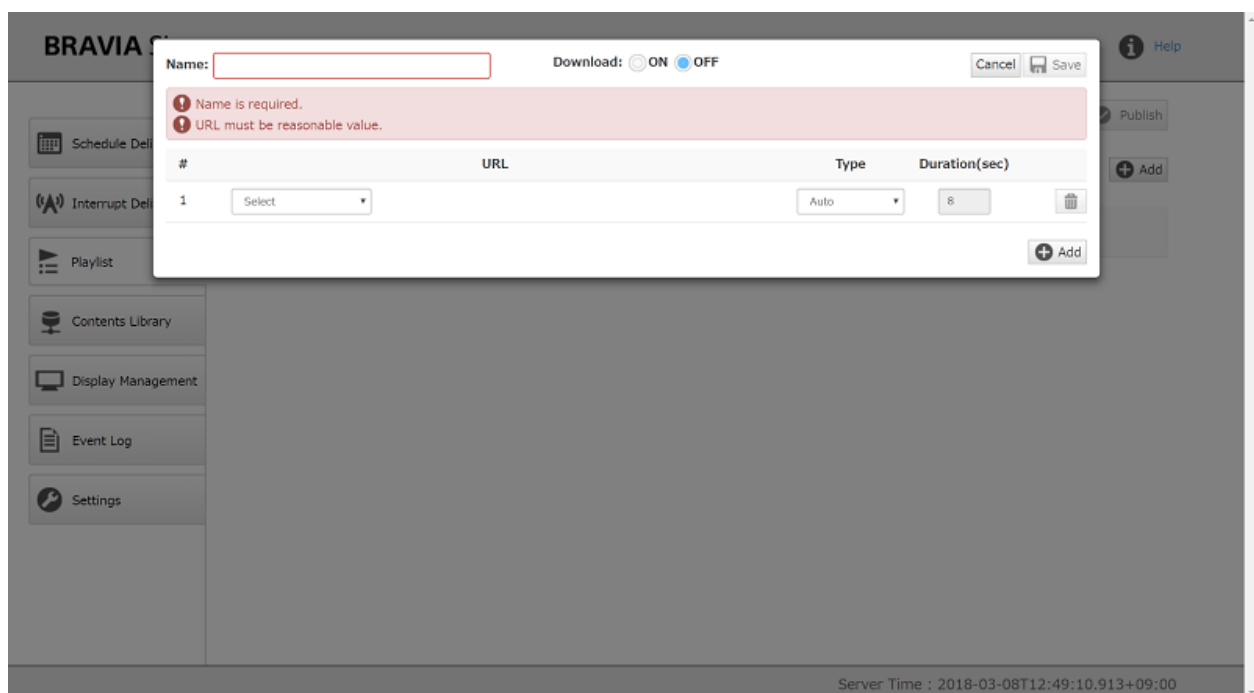 BRAVIA
Help
Name:
Download: ON OFF
Cancel Save
Name is required.
URL must be reasonable value.
Publish
# URL Type Duration(sec)
Add
1 Select Auto 8
Add
Schedule Deli
Interrupt Deli
Playlist
Contents Library
Display Management
Event Log
Settings
Server Time : 2018-03-08T12:49:10.913+09:00